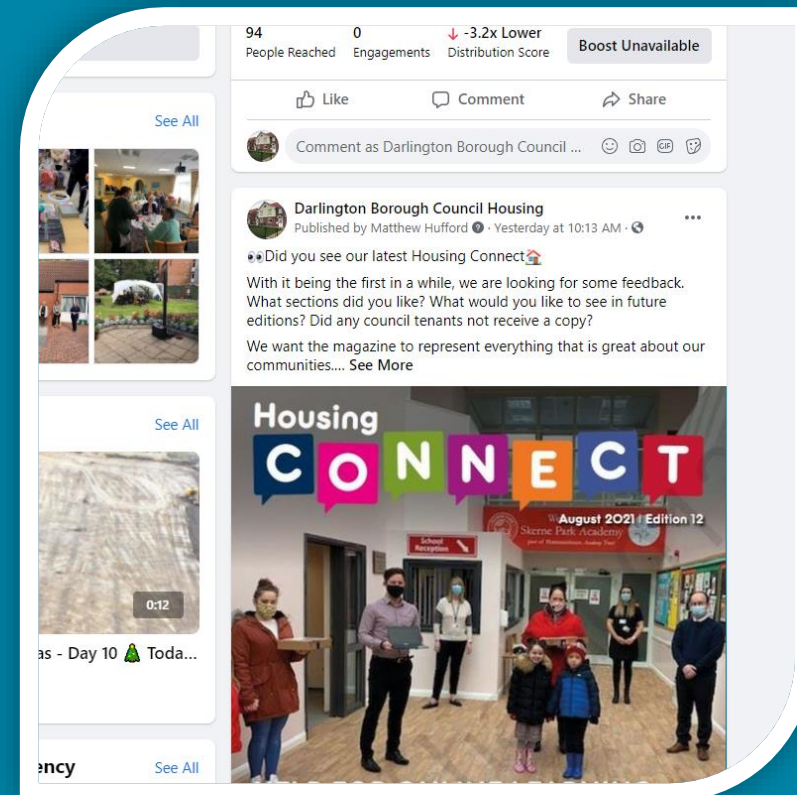 94 0 ↓ -3.2x Lower
People Reached Engagements Distribution Score Boost Unavailable
Like Comment Share
Comment as Darlington Borough Council ... GIF
See All
See All
0:12
as - Day 10 🎄 Toda...
ency See All
Darlington Borough Council Housing
Published by Matthew Hufford · Yesterday at 10:13 AM ·
👀Did you see our latest Housing Connect🏠
With it being the first in a while, we are looking for some feedback.
What sections did you like? What would you like to see in future
editions? Did any council tenants not receive a copy?
We want the magazine to represent everything that is great about our
communities.... See More
Housing
CONNECT
August 2021 | Edition 12
Skerne Park Academy
School
Reception